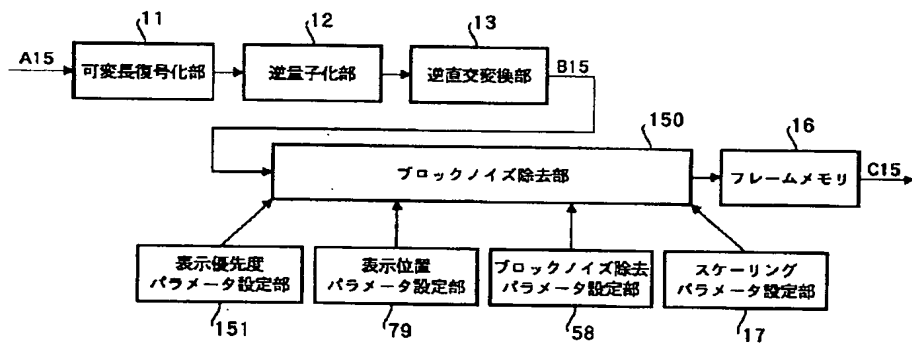 11
12
13
A15
可変長復号化部
逆量子化部
逆直交変換部
B15
150
16
ブロックノイズ除去部
フレームメモリ
C15
表示優先度
パラメータ設定部
表示位置
パラメータ設定部
ブロックノイズ除去
パラメータ設定部
スケーリング
パラメータ設定部
151
79
58
17